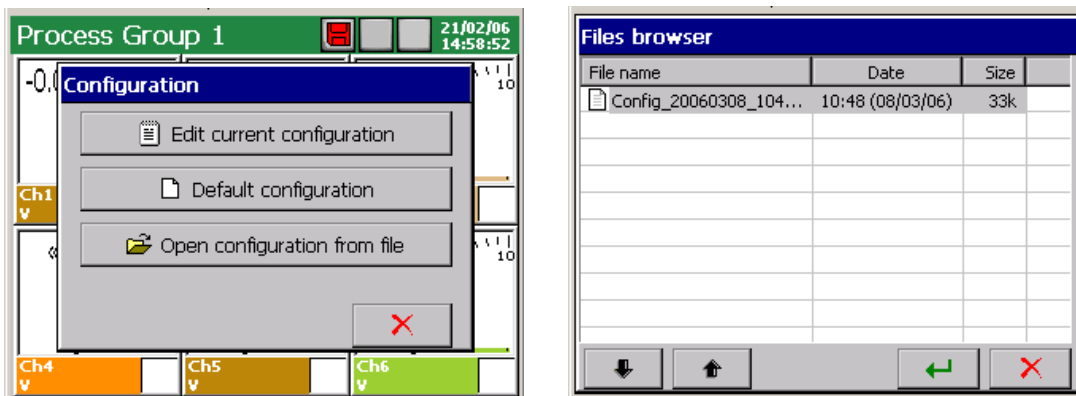 Process Group 1
21/02/06
14:58:52
-0.0
10
Configuration
Edit current configuration
Default configuration
Open configuration from file
Ch1
V
10
Ch4
V
Ch5
V
Ch6
V
Files browser
File name Date Size
Config_20060308_104... 10:48 (08/03/06) 33k